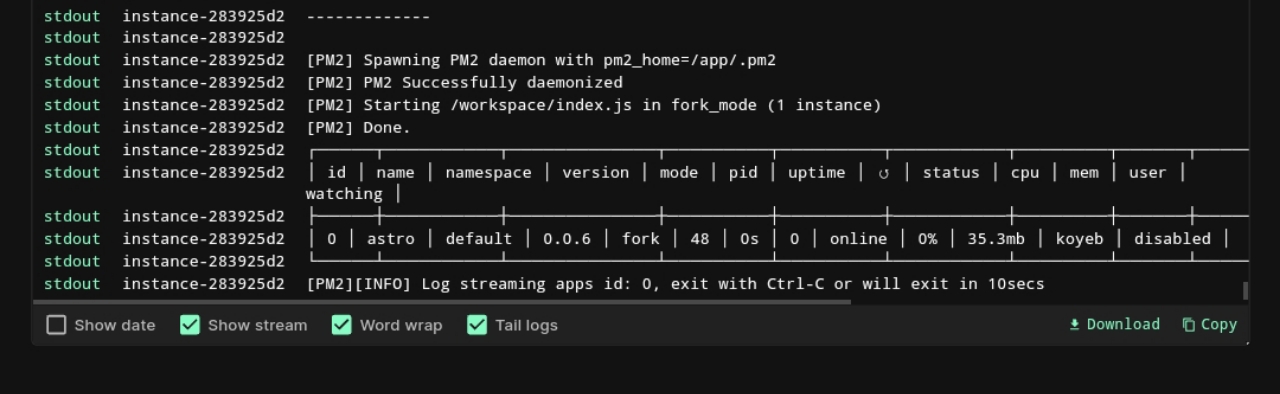 stdout instance-283925d2 -------------
stdout instance-283925d2
stdout instance-283925d2 [PM2] Spawning PM2 daemon with pm2_home=/app/.pm2
stdout instance-283925d2 [PM2] PM2 Successfully daemonized
stdout instance-283925d2 [PM2] Starting /workspace/index.js in fork_mode (1 instance)
stdout instance-283925d2 [PM2] Done.
stdout instance-283925d2
stdout instance-283925d2 │ id │ name │ namespace │ version │ mode │ pid │ uptime │ ↺ │ status │ cpu │ mem │ user │
watching │
stdout instance-283925d2
stdout instance-283925d2 │ 0 │ astro │ default │ 0.0.6 │ fork │ 48 │ 0s │ 0 │ online │ 0% │ 35.3mb │ koyeb │ disabled │
stdout instance-283925d2
stdout instance-283925d2 [PM2][INFO] Log streaming apps id: 0, exit with Ctrl-C or will exit in 10secs
Show date Show stream Word wrap Tail logs Download Copy